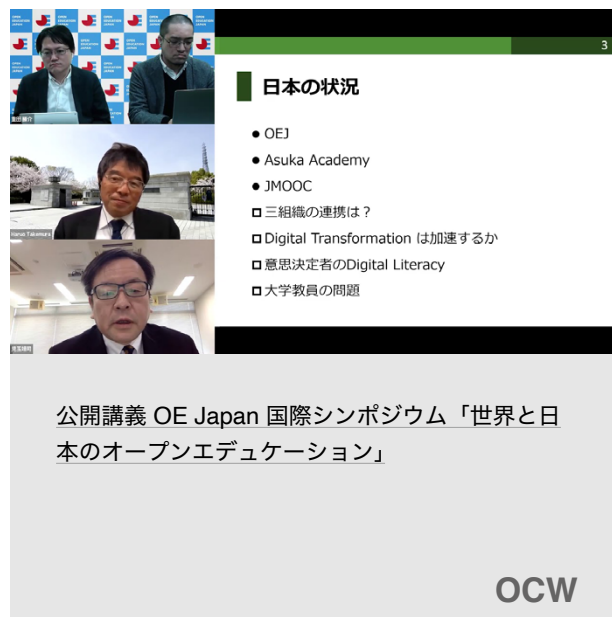 3
日本の状況
● OEJ
● Asuka Academy
● JMOOC
三組織の連携は？
Digital Transformation は加速するか
意思決定者のDigital Literacy
大学教員の問題
OPEN EDUCATION JAPAN
Haruo Takemura
公開講義 OE Japan 国際シンポジウム「世界と日
本のオープンエデュケーション」
OCW